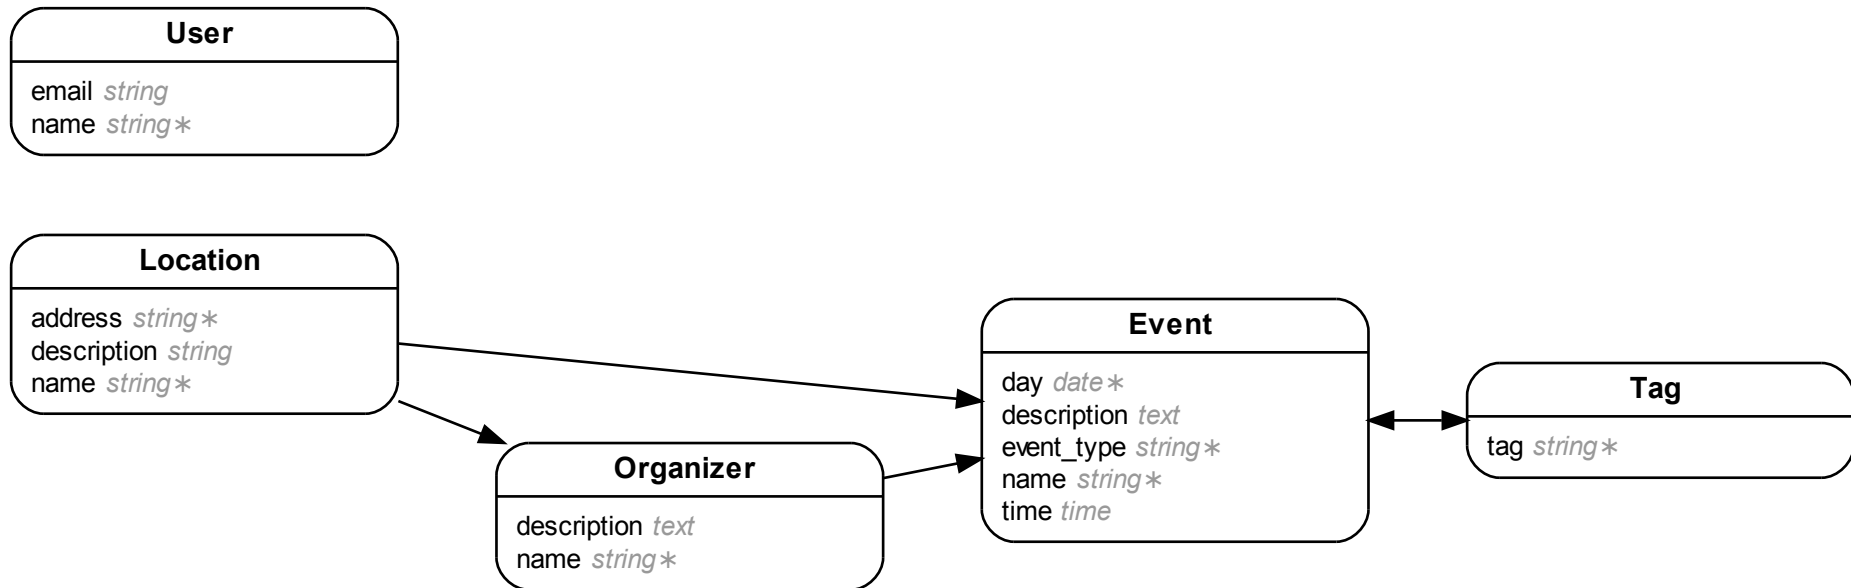 User
email string
name string∗
Location
address string∗
description string
name string∗
Organizer
description text
name string∗
Event
day date∗
description text
event_type string∗
name string∗
time time
Tag
tag string∗